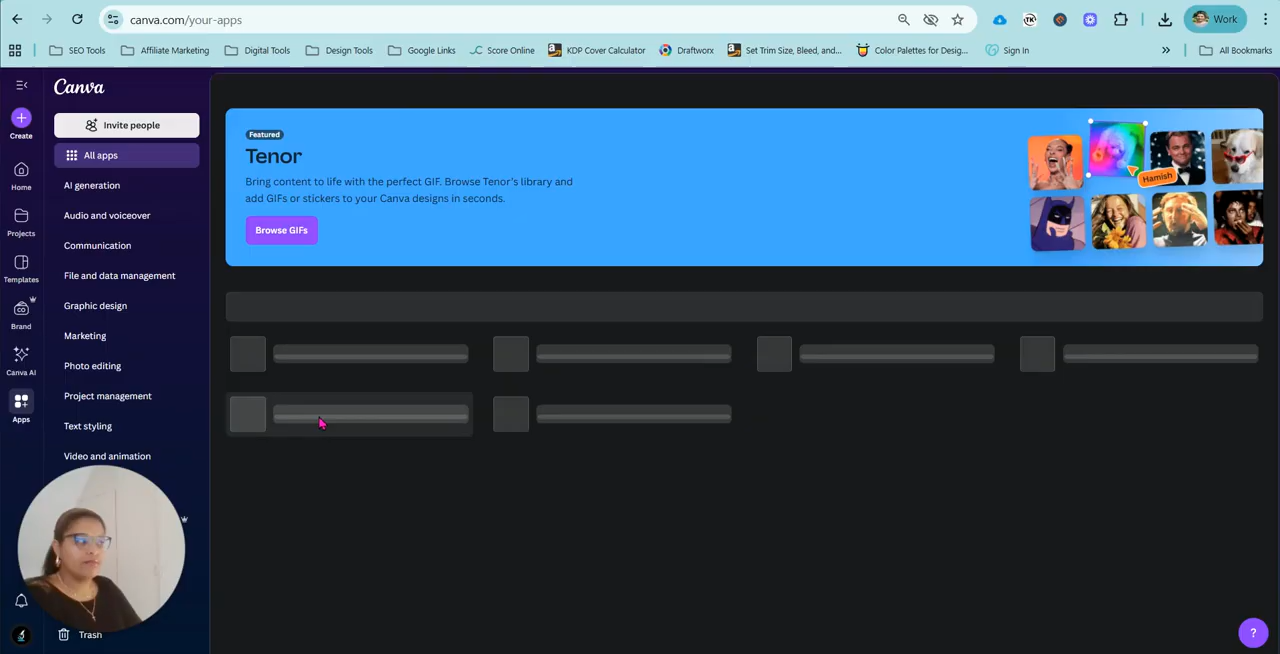 canva.com/your-apps
Work
SEO Tools
Affiliate Marketing
Digital Tools
Design Tools
Google Links
Score Online
KDP Cover Calculator
Draftworx
Set Trim Size, Bleed, and...
Color Palettes for Desig...
Sign In
»
All Bookmarks
Canva
Create
Home
Projects
Templates
Brand
Canva AI
Apps
Invite people
All apps
AI generation
Audio and voiceover
Communication
File and data management
Graphic design
Marketing
Photo editing
Project management
Text styling
Video and animation
Trash
Featured
Tenor
Bring content to life with the perfect GIF. Browse Tenor's library and
add GIFs or stickers to your Canva designs in seconds.
Browse GIFs
Hamish
?